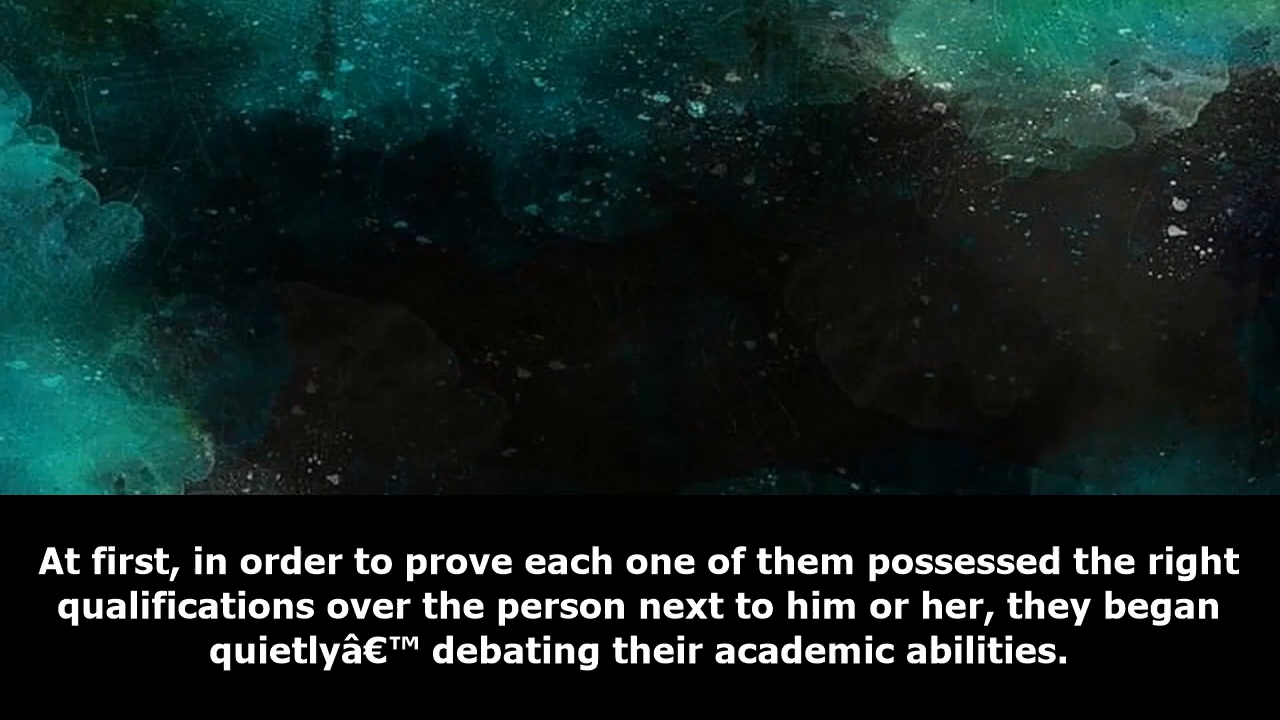 At first, in order to prove each one of them possessed the right
qualifications over the person next to him or her, they began
quietlyâ€™ debating their academic abilities.